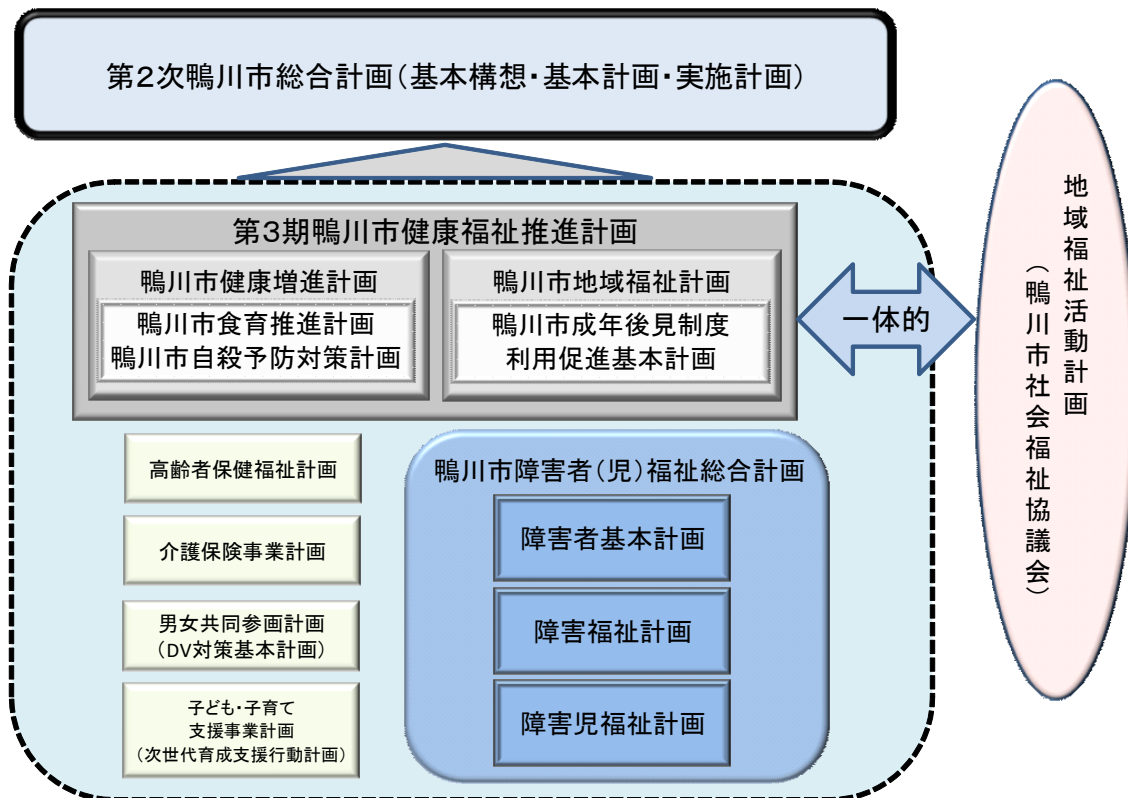 第2次鴨川市総合計画(基本構想・基本計画・実施計画)
第3期鴨川市健康福祉推進計画
鴨川市健康増進計画
鴨川市食育推進計画
鴨川市自殺予防対策計画
鴨川市地域福祉計画
鴨川市成年後見制度
利用促進基本計画
一体的
地域福祉活動計画
(鴨川市社会福祉協議会)
高齢者保健福祉計画
介護保険事業計画
男女共同参画計画
(DV対策基本計画)
子ども・子育て
支援事業計画
(次世代育成支援行動計画)
鴨川市障害者(児)福祉総合計画
障害者基本計画
障害福祉計画
障害児福祉計画